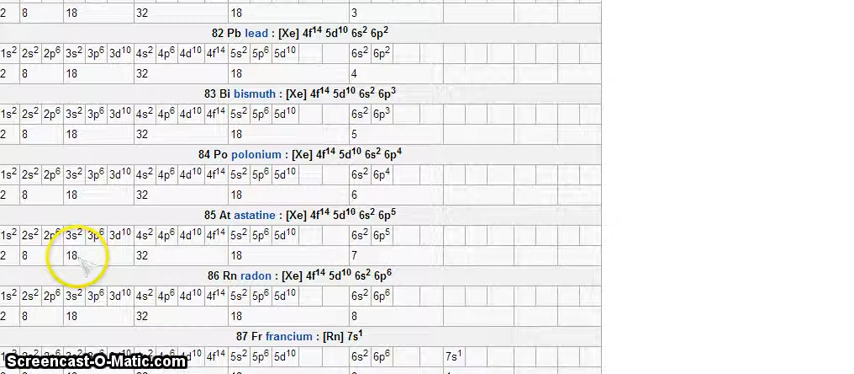 2 8 18 32 18 3
82 Pb lead : [Xe] 4f14 5d10 6s2 6p2
1s2 2s2 2p6 3s2 3p6 3d10 4s2 4p6 4d10 4f14 5s2 5p6 5d10 6s2 6p2
2 8 18 32 18 4
83 Bi bismuth : [Xe] 4f14 5d10 6s2 6p3
1s2 2s2 2p6 3s2 3p6 3d10 4s2 4p6 4d10 4f14 5s2 5p6 5d10 6s2 6p3
2 8 18 32 18 5
84 Po polonium : [Xe] 4f14 5d10 6s2 6p4
1s2 2s2 2p6 3s2 3p6 3d10 4s2 4p6 4d10 4f14 5s2 5p6 5d10 6s2 6p4
2 8 18 32 18 6
85 At astatine : [Xe] 4f14 5d10 6s2 6p5
1s2 2s2 2p6 3s2 3p6 3d10 4s2 4p6 4d10 4f14 5s2 5p6 5d10 6s2 6p5
2 8 18 32 18 7
86 Rn radon : [Xe] 4f14 5d10 6s2 6p6
1s2 2s2 2p6 3s2 3p6 3d10 4s2 4p6 4d10 4f14 5s2 5p6 5d10 6s2 6p6
2 8 18 32 18 8
87 Fr francium : [Rn] 7s1
4s2 4p6 4d10 4f14 5s2 5p6 5d10 6s2 6p6 7s1
Screencast-O-Matic.com